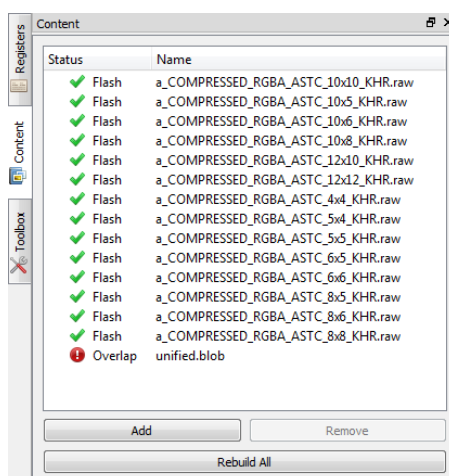 Content
Registers
Content
Toolbox
Status Name
Flash a_COMPRESSED_RGBA_ASTC_10x10_KHR.raw
Flash a_COMPRESSED_RGBA_ASTC_10x5_KHR.raw
Flash a_COMPRESSED_RGBA_ASTC_10x6_KHR.raw
Flash a_COMPRESSED_RGBA_ASTC_10x8_KHR.raw
Flash a_COMPRESSED_RGBA_ASTC_12x10_KHR.raw
Flash a_COMPRESSED_RGBA_ASTC_12x12_KHR.raw
Flash a_COMPRESSED_RGBA_ASTC_4x4_KHR.raw
Flash a_COMPRESSED_RGBA_ASTC_5x4_KHR.raw
Flash a_COMPRESSED_RGBA_ASTC_5x5_KHR.raw
Flash a_COMPRESSED_RGBA_ASTC_6x5_KHR.raw
Flash a_COMPRESSED_RGBA_ASTC_6x6_KHR.raw
Flash a_COMPRESSED_RGBA_ASTC_8x5_KHR.raw
Flash a_COMPRESSED_RGBA_ASTC_8x6_KHR.raw
Flash a_COMPRESSED_RGBA_ASTC_8x8_KHR.raw
Overlap unified.blob
Add Remove
Rebuild All